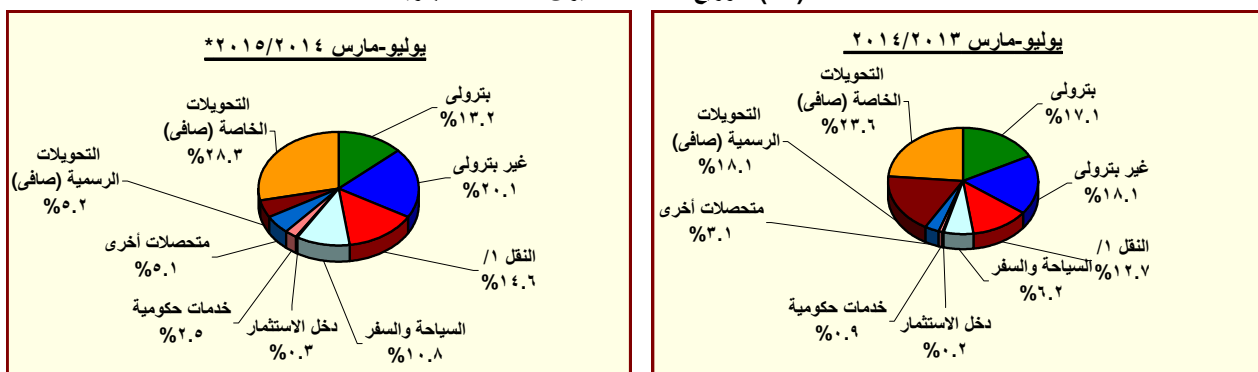 يوليو-مارس ٢٠١٤/٢٠١٣
بترولى
%١٧.١
غير بترولى
%١٨.١
النقل ١/
%١٢.٧
السياحة والسفر
%٦.٢
دخل الاستثمار
%٠.٢
خدمات حكومية
%٠.٩
متحصلات أخرى
%٣.١
التحويلات
الرسمية (صافى)
%١٨.١
التحويلات
الخاصة (صافى)
%٢٣.٦
يوليو-مارس ٢٠١٥/٢٠١٤*
بترولى
%١٣.٢
غير بترولى
%٢٠.١
النقل ١/
%١٤.٦
السياحة والسفر
%١٠.٨
دخل الاستثمار
%٠.٣
خدمات حكومية
%٢.٥
متحصلات أخرى
%٥.١
التحويلات
الرسمية (صافى)
%٥.٢
التحويلات
الخاصة (صافى)
%٢٨.٣